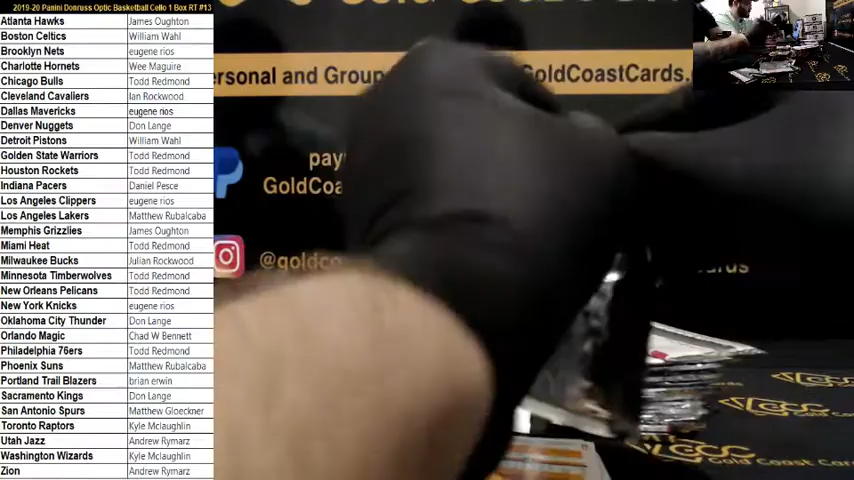 2019-20 Panini Donruss Optic Basketball Cello 1 Box RT #13
Atlanta Hawks James Oughton
Boston Celtics William Wahl
Brooklyn Nets eugene rios
Charlotte Hornets Wee Maguire
Chicago Bulls Todd Redmond
Cleveland Cavaliers Ian Rockwood
Dallas Mavericks eugene rios
Denver Nuggets Don Lange
Detroit Pistons William Wahl
Golden State Warriors Todd Redmond
Houston Rockets Todd Redmond
Indiana Pacers Daniel Pesce
Los Angeles Clippers eugene rios
Los Angeles Lakers Matthew Rubalcaba
Memphis Grizzlies James Oughton
Miami Heat Todd Redmond
Milwaukee Bucks Julian Rockwood
Minnesota Timberwolves Todd Redmond
New Orleans Pelicans Todd Redmond
New York Knicks eugene rios
Oklahoma City Thunder Don Lange
Orlando Magic Chad W Bennett
Philadelphia 76ers Todd Redmond
Phoenix Suns Matthew Rubalcaba
Portland Trail Blazers brian erwin
Sacramento Kings Don Lange
San Antonio Spurs Matthew Gloeckner
Toronto Raptors Kyle Mclaughlin
Utah Jazz Andrew Rymarz
Washington Wizards Kyle Mclaughlin
Zion Andrew Rymarz
ersonal and Group
GoldCoastCards.
pay
GoldCoa
@goldco
rds
GCC
Gold Coast Car